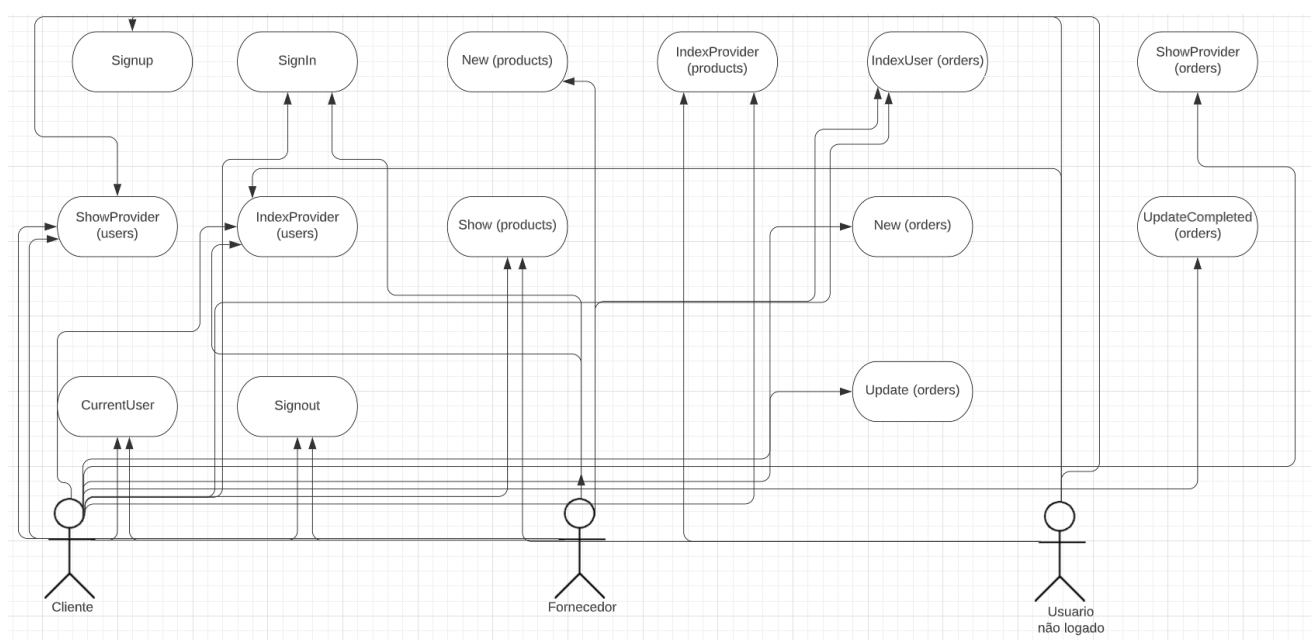 Signup
SignIn
New (products)
IndexProvider
(products)
IndexUser (orders)
ShowProvider
(orders)
ShowProvider
(users)
IndexProvider
(users)
Show (products)
New (orders)
UpdateCompleted
(orders)
CurrentUser
Signout
Update (orders)
Cliente
Fornecedor
Usuario
não logado